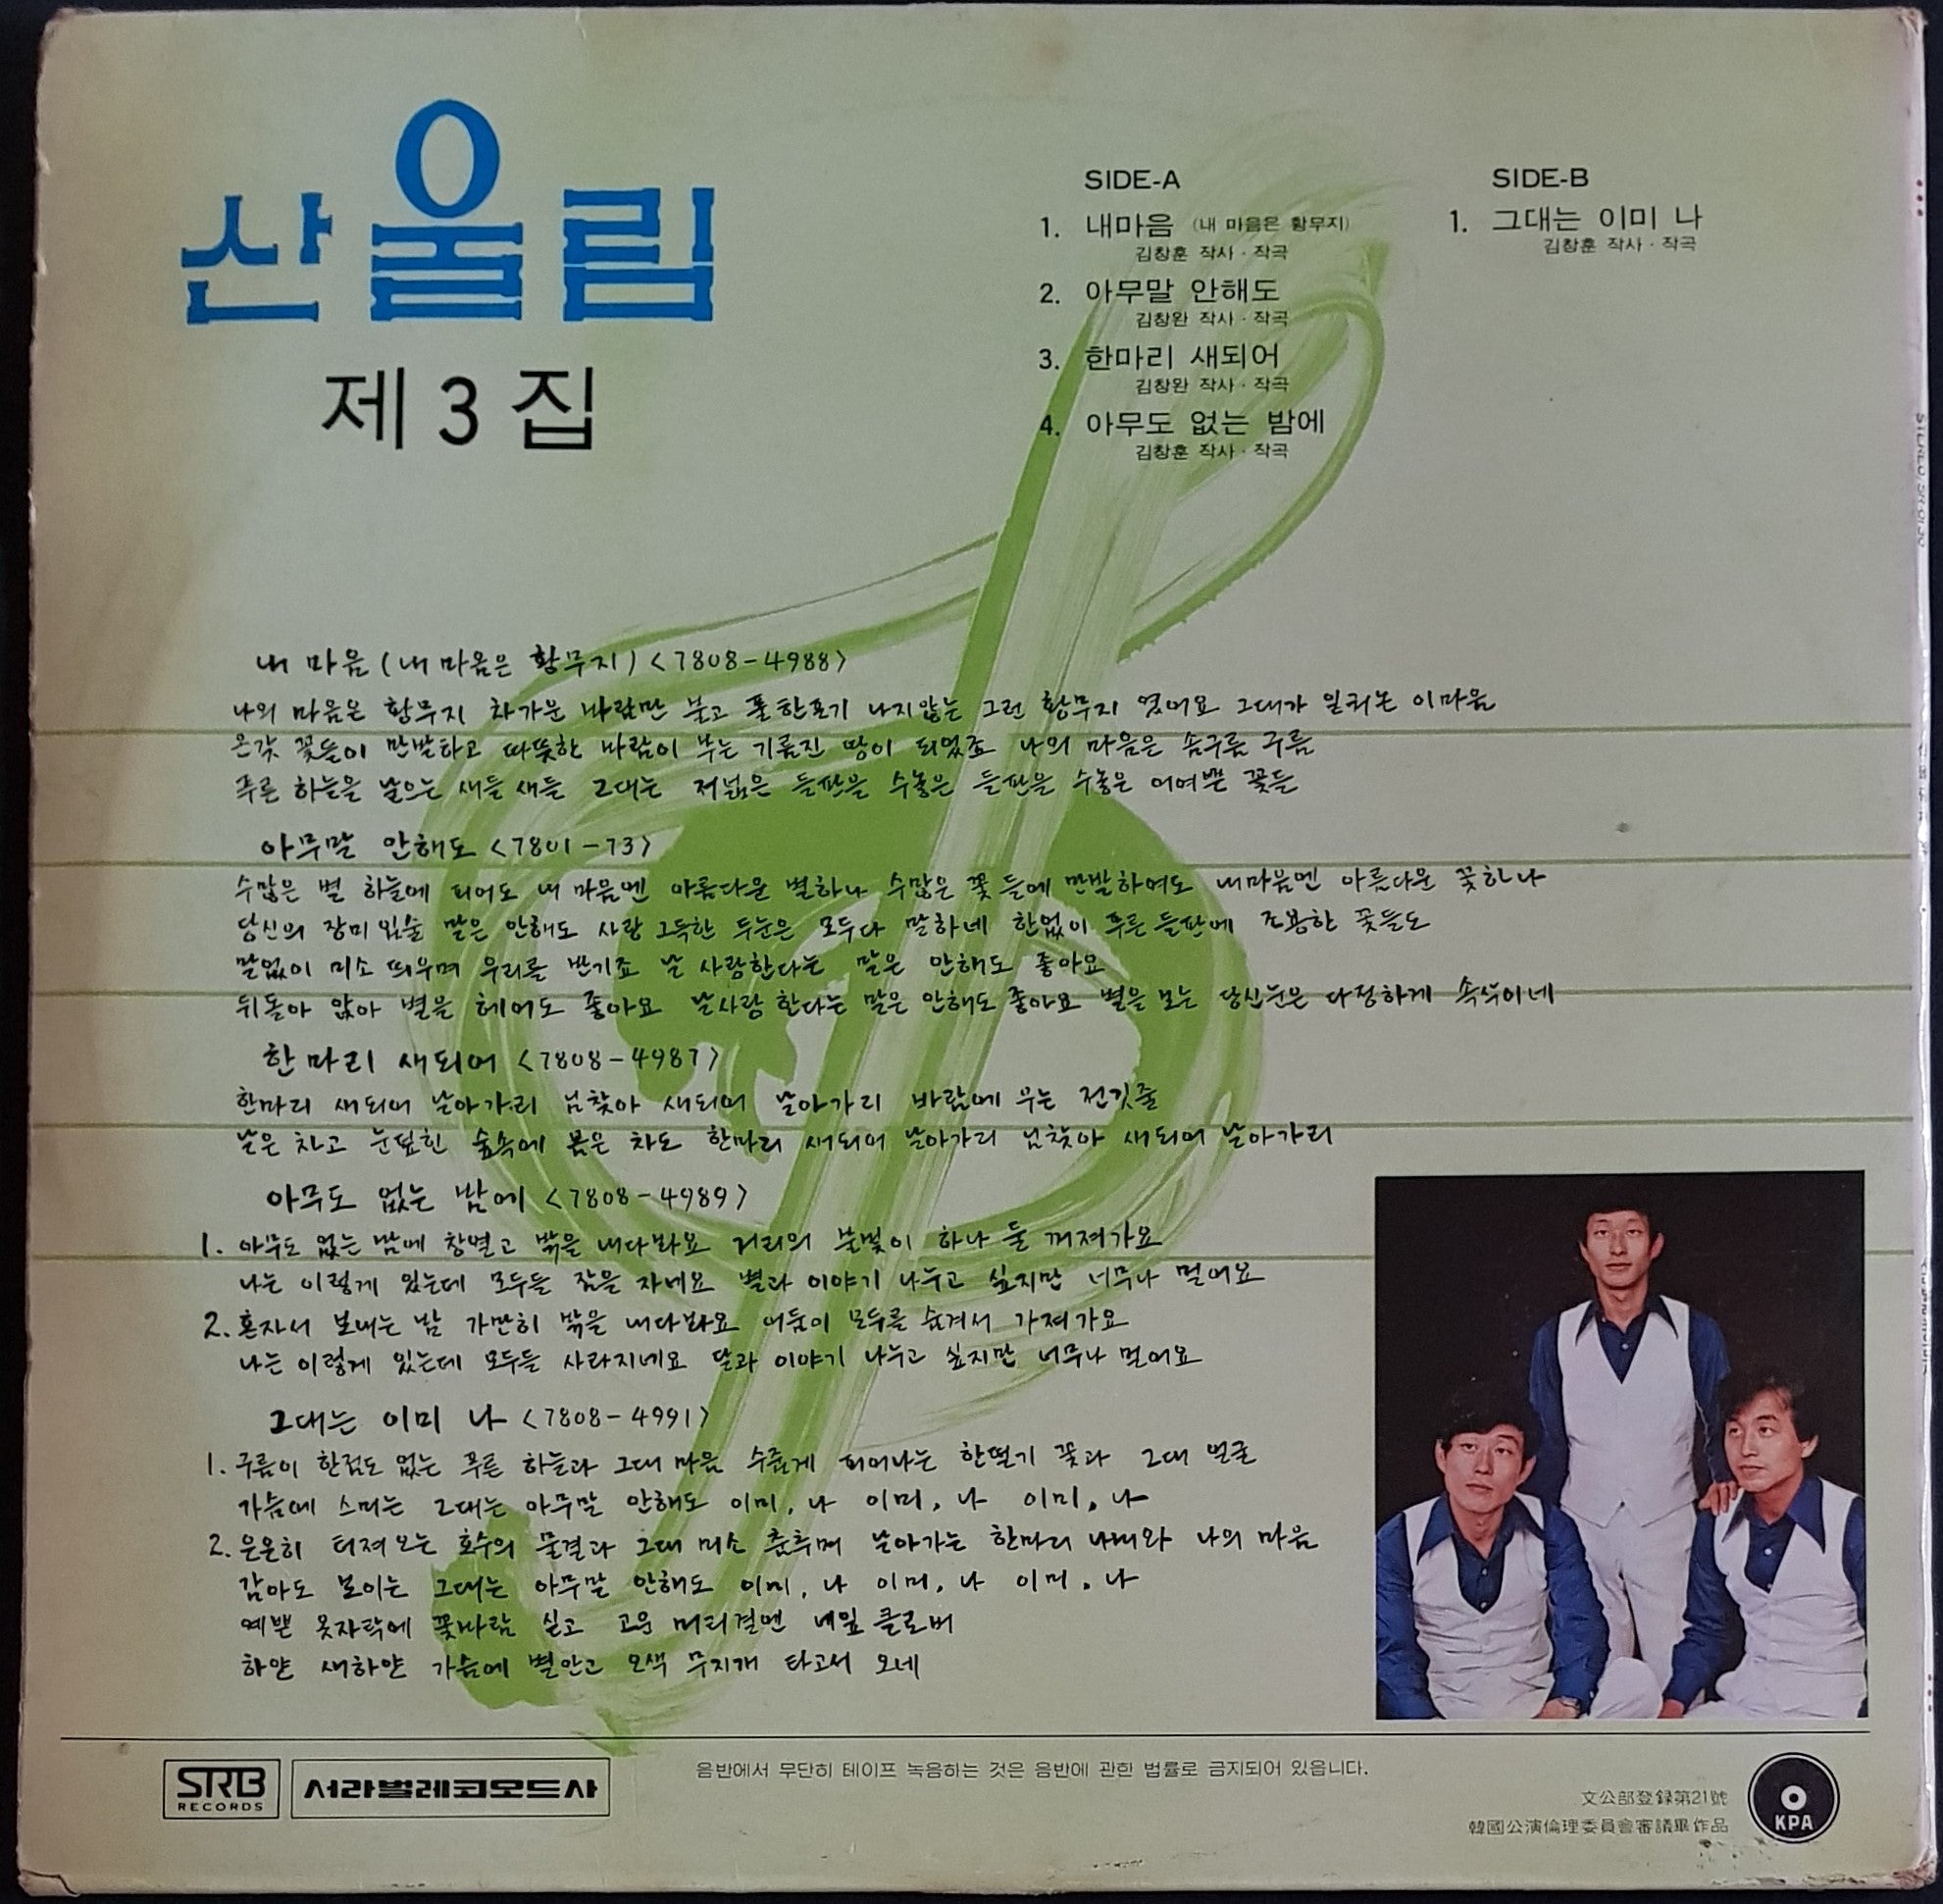 산울림
제3집
SIDE-A
1. 내마음 (내 마음은 황무지)
김창훈 작사·작곡
2. 아무말 안해도
김창완 작사·작곡
3. 한마리 새되어
김창완 작사·작곡
4. 아무도 없는 밤에
김창훈 작사·작곡
SIDE-B
1. 그대는 이미 나
김창훈 작사·작곡
내 마음 (내 마음은 황무지) <7808-4988>
나의 마음은 황무지 차가운 바람만 불고 풀한포기 나지않는 그런 황무지 였어요 그대가 일키는 이마음
온갖 꽃들이 만발하고 따뜻한 바람이 부는 기름진 땅이 되었죠 나의 마음은 솜구름 구름
푸른 하늘을 날으는 새들 새들 그대는 저넓은 들판을 수놓은 들판을 수놓은 어여쁜 꽃들
아무말 안해도 <7801-73>
수많은 별 하늘에 피어도 내 마음엔 아름다운 별하나 수많은 꽃들에 만발하여도 내마음엔 아름다운 꽃하나
당신의 장미 입술 말은 안해도 사랑 그득한 두눈은 모두다 말하네 한없이 푸른 들판에 조용한 꽃들도
말없이 미소 띄우며 우리를 반기죠 날 사랑한다는 말은 안해도 좋아요
뒤돌아 앉아 별을 헤어도 좋아요 날사랑 한다는 말은 안해도 좋아요 별을 보는 당신눈은 다정하게 속삭이네
한마리 새되어 <7808-4987>
한마리 새되어 날아가리 님찾아 새되어 날아가리 바람에 우는 전깃줄
날은 차고 눈덮힌 숲속에 봄은 차도 한마리 새되어 날아가리 님찾아 새되어 날아가리
아무도 없는 밤에 <7808-4989>
1. 아무도 없는 밤에 창열고 밖을 내다봐요 거리의 불빛이 하나 둘 꺼져가요
나는 이렇게 있는데 모두들 잠을 자네요 별과 이야기 나누고 싶지만 너무나 멀어요
2. 혼자서 보내는 밤 가만히 밖을 내다봐요 어둠이 모두를 숨겨서 가져가요
나는 이렇게 있는데 모두들 사라지네요 달과 이야기 나누고 싶지만 너무나 멀어요
그대는 이미 나 <7808-4991>
1. 구름이 한점도 없는 푸른 하늘과 그대 마음 수줍게 피어나는 한떨기 꽃과 그대 얼굴
가슴에 스미는 그대는 아무말 안해도 이미, 나 이미, 나 이미, 나
2. 은은히 터져 오는 호수의 물결과 그대 미소 춤추며 날아가는 한마리 나비와 나의 마음
감아도 보이는 그대는 아무말 안해도 이미, 나 이미, 나 이미, 나
예쁜 옷자락에 꽃바람 싣고 고운 머리결엔 네잎 클로버
하얀 새하얀 가슴에 별안고 오색 무지개 타고서 오네
SRB RECORDS 서라벌레코오드사
음반에서 무단히 테이프 녹음하는 것은 음반에 관한 법률로 금지되어 있읍니다.
文公部登録第21號
韓國公演倫理委員會審議畢作品
KPA